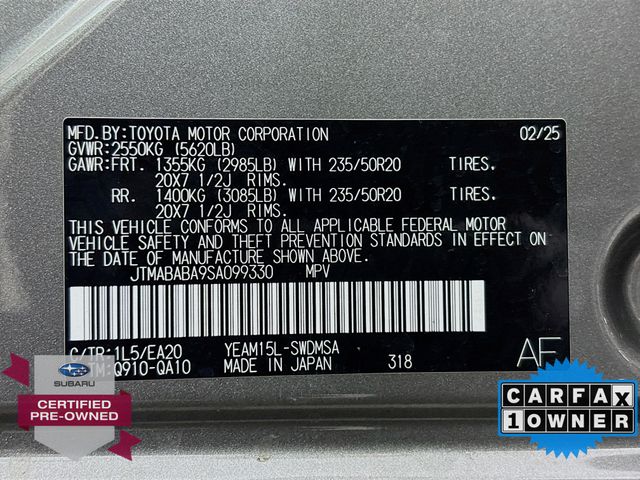 MFD.BY:TOYOTA MOTOR CORPORATION 02/25
GVWR:2550KG (5620LB)
GAWR:FRT. 1355KG (2985LB) WITH 235/50R20 TIRES.
20X7 1/2J RIMS.
RR. 1400KG (3085LB) WITH 235/50R20 TIRES.
20X7 1/2J RIMS.
THIS VEHICLE CONFORMS TO ALL APPLICABLE FEDERAL MOTOR
VEHICLE SAFETY AND THEFT PREVENTION STANDARDS IN EFFECT ON
THE DATE OF MANUFACTURE SHOWN ABOVE.
JTMABABA9SA099330 MPV
C/TR:1L5/EA20 YEAM15L-SWDMSA AF
Q910-QA10 MADE IN JAPAN 318
SUBARU
CERTIFIED
PRE-OWNED
CARFAX
1 OWNER